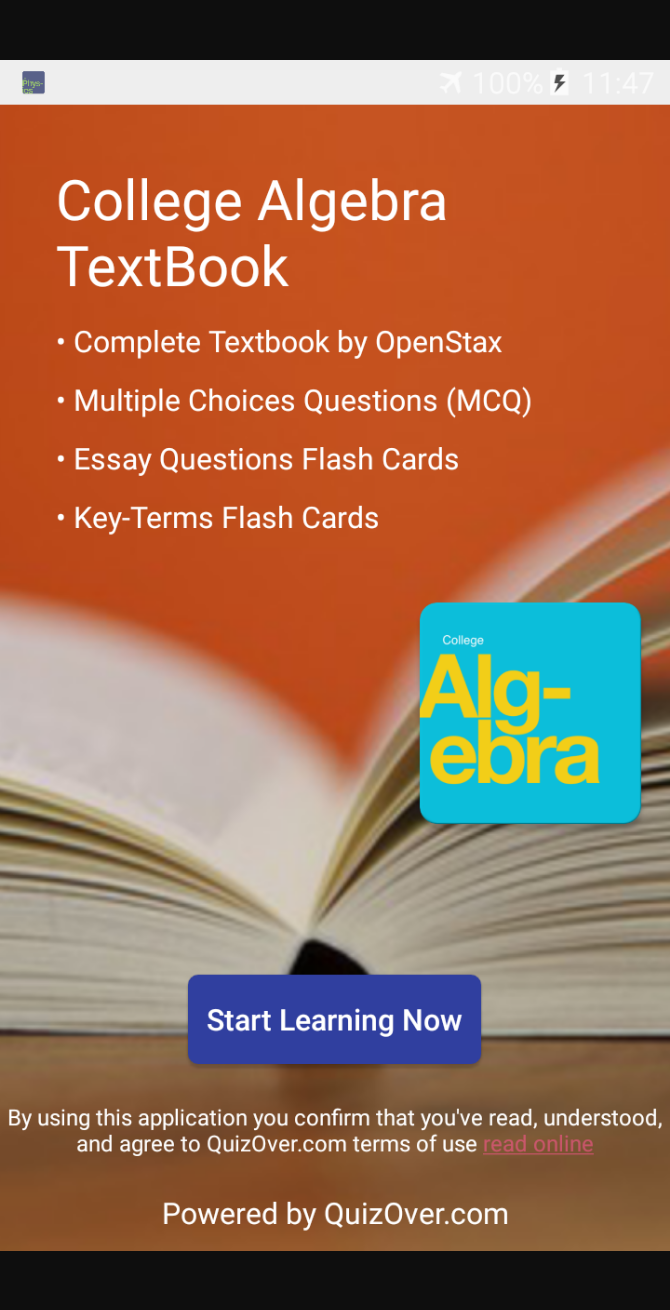 100% 11:47
College Algebra
TextBook
• Complete Textbook by OpenStax
• Multiple Choices Questions (MCQ)
• Essay Questions Flash Cards
• Key-Terms Flash Cards
College
Alg-
ebra
Start Learning Now
By using this application you confirm that you've read, understood,
and agree to QuizOver.com terms of use read online
Powered by QuizOver.com